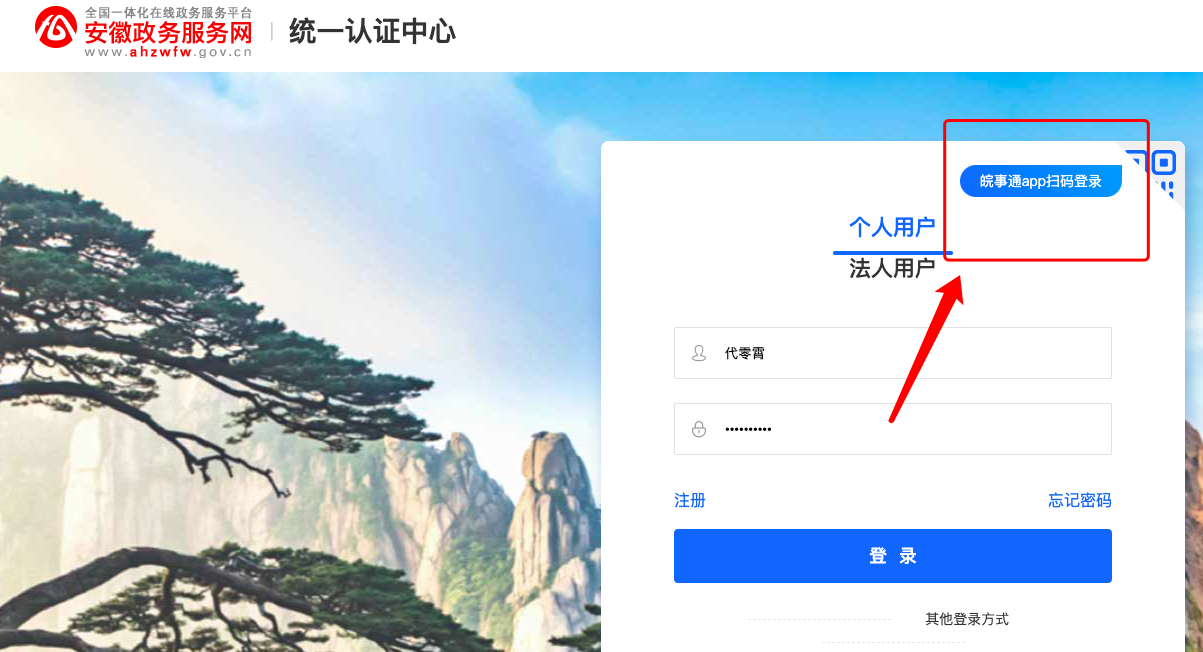 全国一体化在线政务服务平台
安徽政务服务网
www.ahzwfw.gov.cn
统一认证中心
皖事通app扫码登录
个人用户
法人用户
代零霄
••••••••••
注册
忘记密码
登 录
其他登录方式